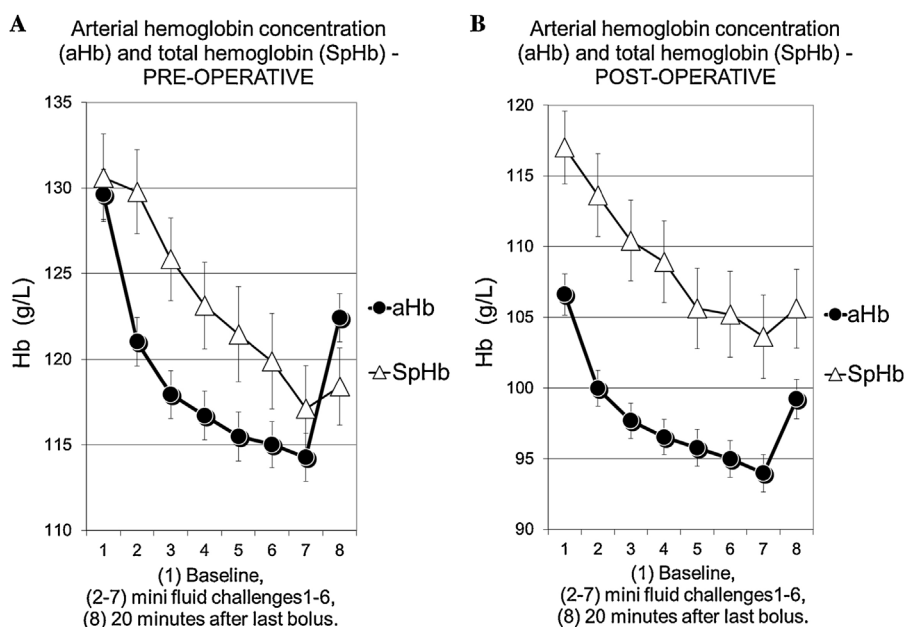 A
Arterial hemoglobin concentration
(aHb) and total hemoglobin (SpHb) -
PRE-OPERATIVE
135
130
125
120
115
110
Hb (g/L)
1 2 3 4 5 6 7 8
(1) Baseline,
(2-7) mini fluid challenges1-6,
(8) 20 minutes after last bolus.
aHb
SpHb
B
Arterial hemoglobin concentration
(aHb) and total hemoglobin (SpHb) -
POST-OPERATIVE
120
115
110
105
100
95
90
Hb (g/L)
1 2 3 4 5 6 7 8
(1) Baseline,
(2-7) mini fluid challenges1-6,
(8) 20 minutes after last bolus.
aHb
SpHb